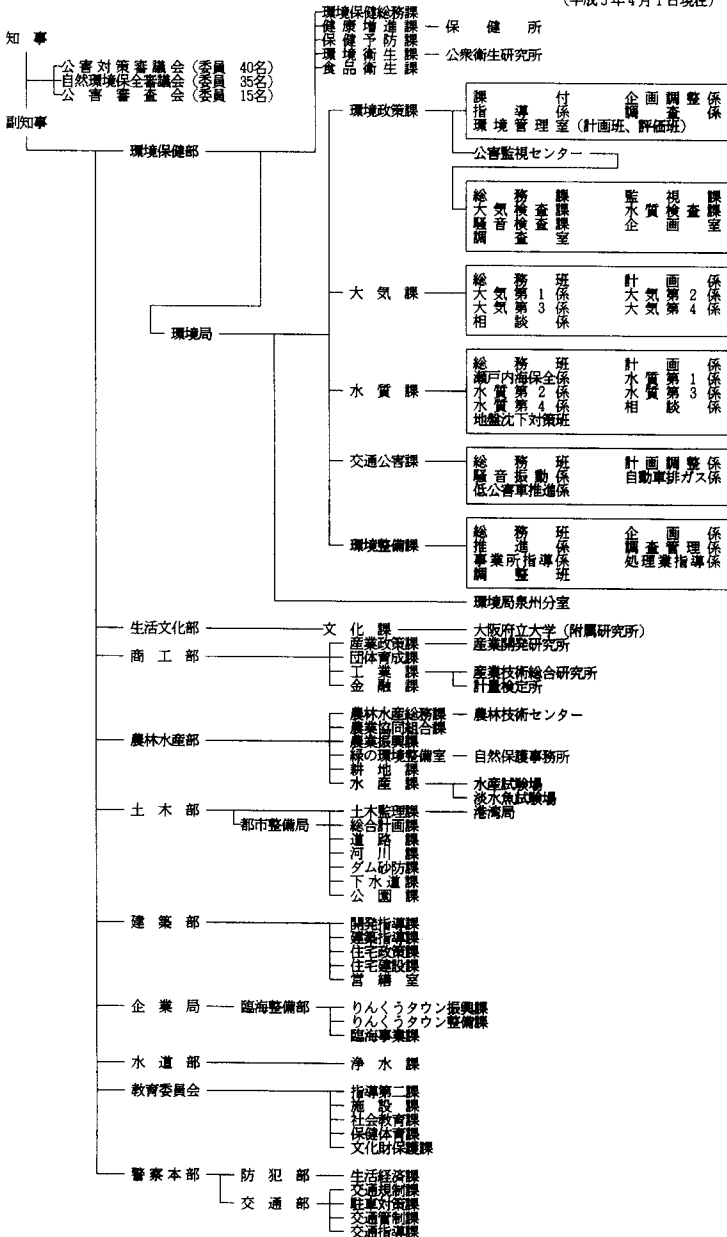 (平成5年4月1日現在)
知事
公害対策審議会(委員 40名)
自然環境保全審議会(委員 35名)
公害審査会(委員 15名)
副知事
環境保健部
環境保健総務課
健康増進課 保健所
保健予防課
環境衛生課 公衆衛生研究所
食品衛生課
環境局
環境政策課
課付 企画調整係
指導係 調査係
環境管理室(計画班、評価班)
公害監視センター
総務課 監視課
大気検査課 水質検査課
騒音検査課 企画室
調査室
大気課
総務班 計画係
大気第1係 大気第2係
大気第3係 大気第4係
相談係
水質課
総務班 計画係
瀬戸内海保全係 水質第1係
水質第2係 水質第3係
水質第4係 相談係
地盤沈下対策班
交通公害課
総務班 計画調整係
騒音振動係 自動車排ガス係
低公害車推進係
環境整備課
総務班 企画係
推進係 調査管理係
事業所指導係 処理業指導係
調整班
環境局泉州分室
生活文化部 文化課 大阪府立大学(附属研究所)
商工部 産業政策課 産業開発研究所
団体育成課
工業課 産業技術総合研究所
金融課 計量検定所
農林水産部
農林水産総務課 農林技術センター
農業協同組合課
農業振興課
緑の環境整備室 自然保護事務所
耕地課
水産課 水産試験場
淡水魚試験場
土木部 土木監理課 港湾局
都市整備局 総合計画課
道路課
河川課
ダム砂防課
下水道課
公園課
建築部 開発指導課
建築指導課
住宅政策課
住宅建設課
営繕室
企業局 臨海整備部 りんくうタウン振興課
りんくうタウン整備課
臨海事業課
水道部 浄水課
教育委員会 指導第二課
施設課
社会教育課
保健体育課
文化財保護課
警察本部 防犯部 生活経済課
交通部 交通規制課
駐車対策課
交通管制課
交通指導課